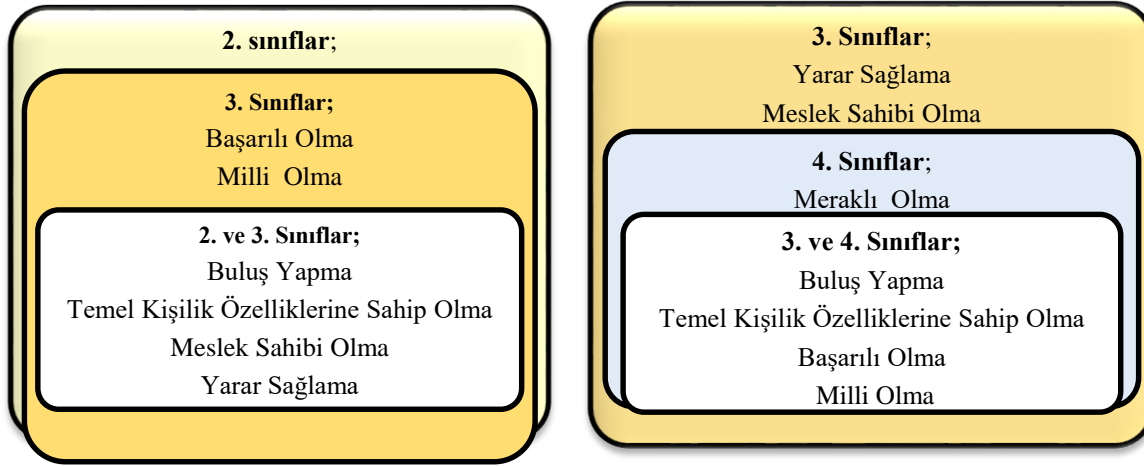 2. sınıflar;
3. Sınıflar;
Başarılı Olma
Milli Olma
2. ve 3. Sınıflar;
Buluş Yapma
Temel Kişilik Özelliklerine Sahip Olma
Meslek Sahibi Olma
Yarar Sağlama
3. Sınıflar;
Yarar Sağlama
Meslek Sahibi Olma
4. Sınıflar;
Meraklı Olma
3. ve 4. Sınıflar;
Buluş Yapma
Temel Kişilik Özelliklerine Sahip Olma
Başarılı Olma
Milli Olma